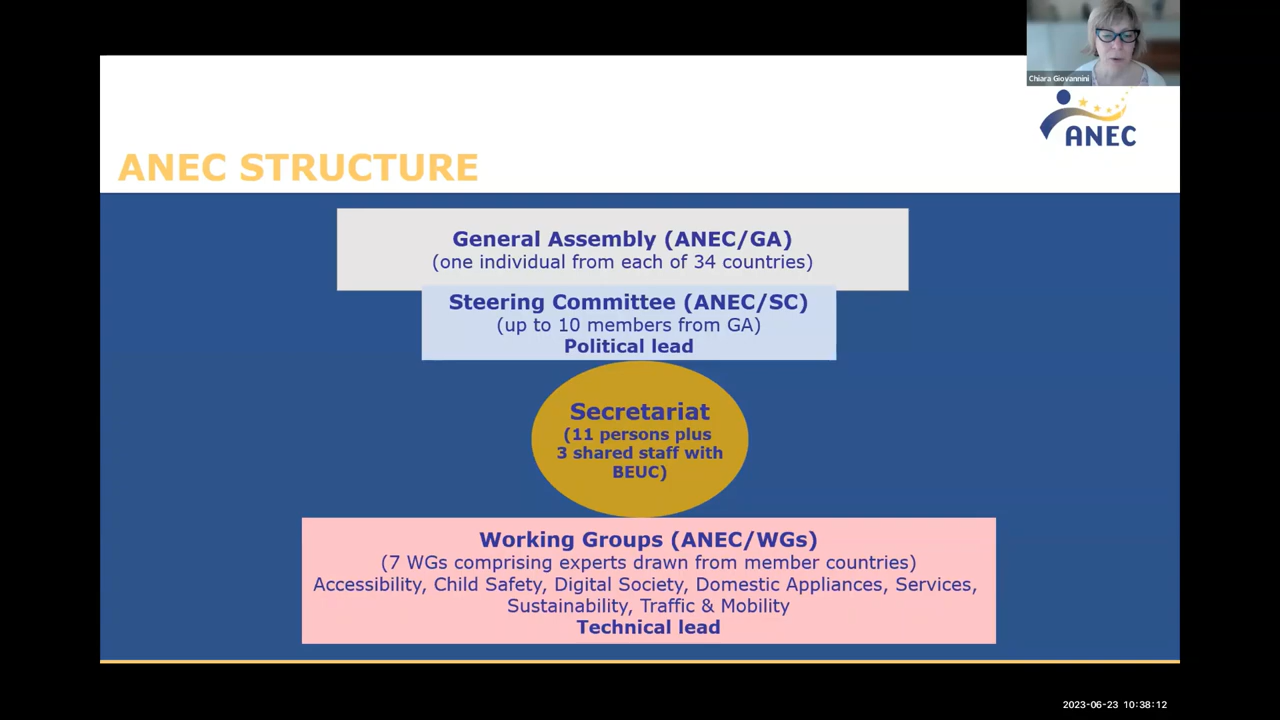 Chiara Giovannini
ANEC
ANEC STRUCTURE
General Assembly (ANEC/GA)
(one individual from each of 34 countries)
Steering Committee (ANEC/SC)
(up to 10 members from GA)
Political lead
Secretariat
(11 persons plus
3 shared staff with
BEUC)
Working Groups (ANEC/WGs)
(7 WGs comprising experts drawn from member countries)
Accessibility, Child Safety, Digital Society, Domestic Appliances, Services,
Sustainability, Traffic & Mobility
Technical lead
2023-06-23 10:38:12